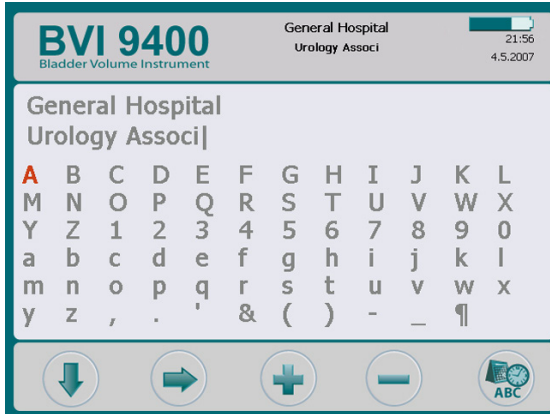 BVI 9400
Bladder Volume Instrument
General Hospital
Urology Associ
21:56
4.5.2007
General Hospital
Urology Associ|
A B C D E F G H I J K L
M N O P Q R S T U V W X
Y Z 1 2 3 4 5 6 7 8 9 0
a b c d e f g h i j k l
m n o p q r s t u v w x
y z , . ' & ( ) - _ ¶
ABC